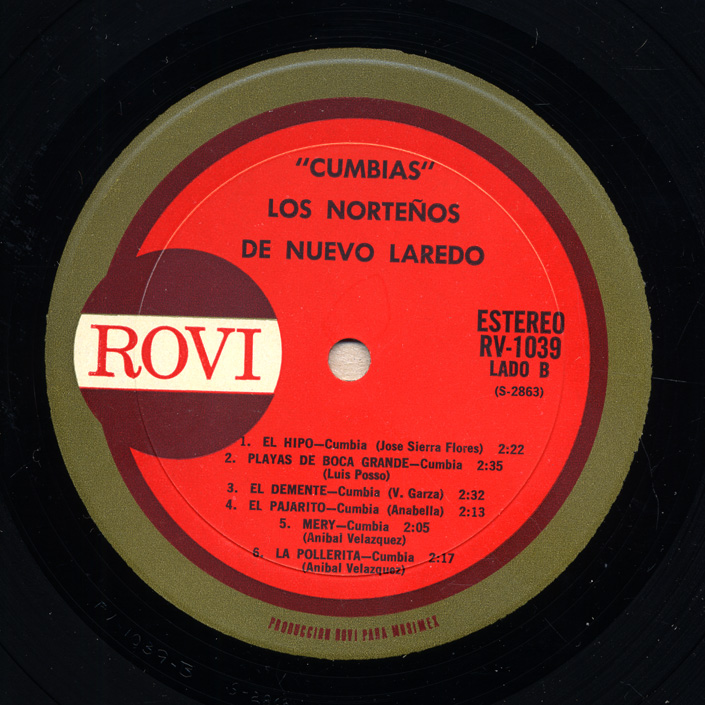 "CUMBIAS"
LOS NORTEÑOS
DE NUEVO LAREDO
ROVI
ESTEREO
RV-1039
LADO B
(S-2863)
1. EL HIPO—Cumbia (Jose Sierra Flores) 2:22
2. PLAYAS DE BOCA GRANDE—Cumbia 2:35
(Luis Posso)
3. EL DEMENTE—Cumbia (V. Garza) 2:32
4. EL PAJARITO—Cumbia (Anabella) 2:13
5. MERY—Cumbia 2:05
(Anibal Velazquez)
6. LA POLLERITA—Cumbia 2:17
(Anibal Velazquez)
PRODUCCION ROVI PARA MUSIMEX